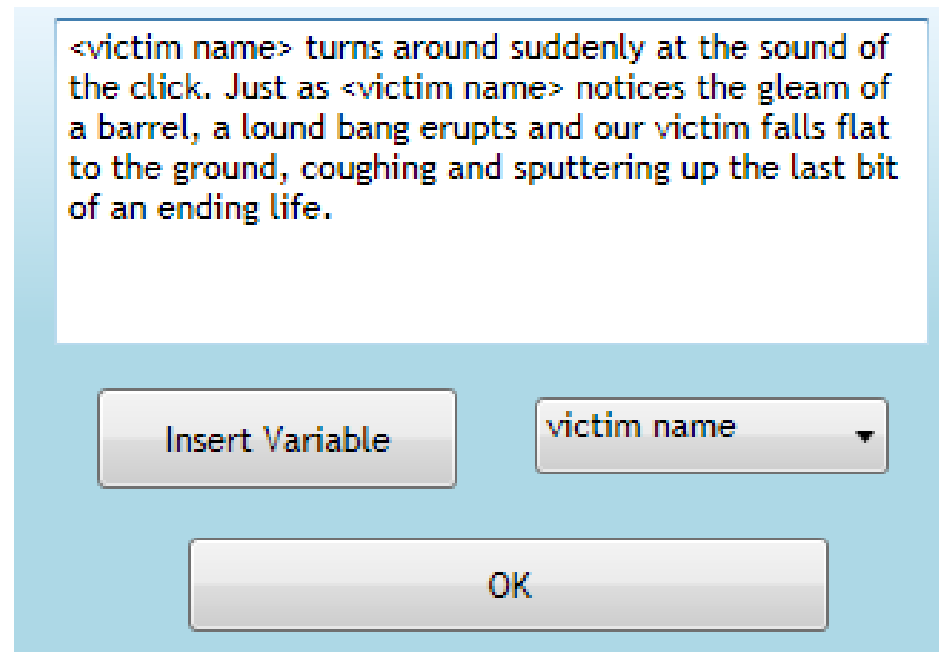 <victim name> turns around suddenly at the sound of
the click. Just as <victim name> notices the gleam of
a barrel, a lound bang erupts and our victim falls flat
to the ground, coughing and sputtering up the last bit
of an ending life.
Insert Variable
victim name
OK